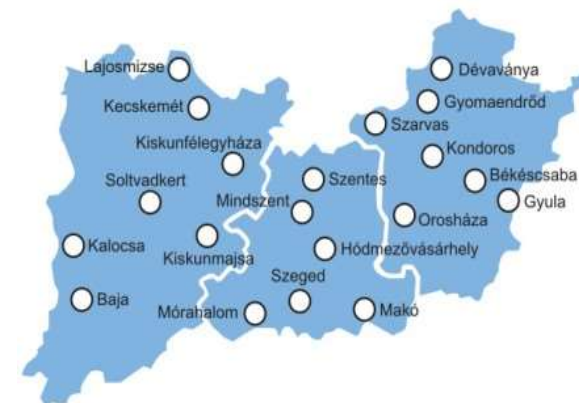 Lajosmizse
Kecskemét
Kiskunfélegyháza
Soltvadkert
Kalocsa
Kiskunmajsa
Baja
Szentes
Mindszent
Hódmezővásárhely
Szeged
Mórahalom
Makó
Dévaványa
Gyomaendrőd
Szarvas
Kondoros
Békéscsaba
Gyula
Orosháza